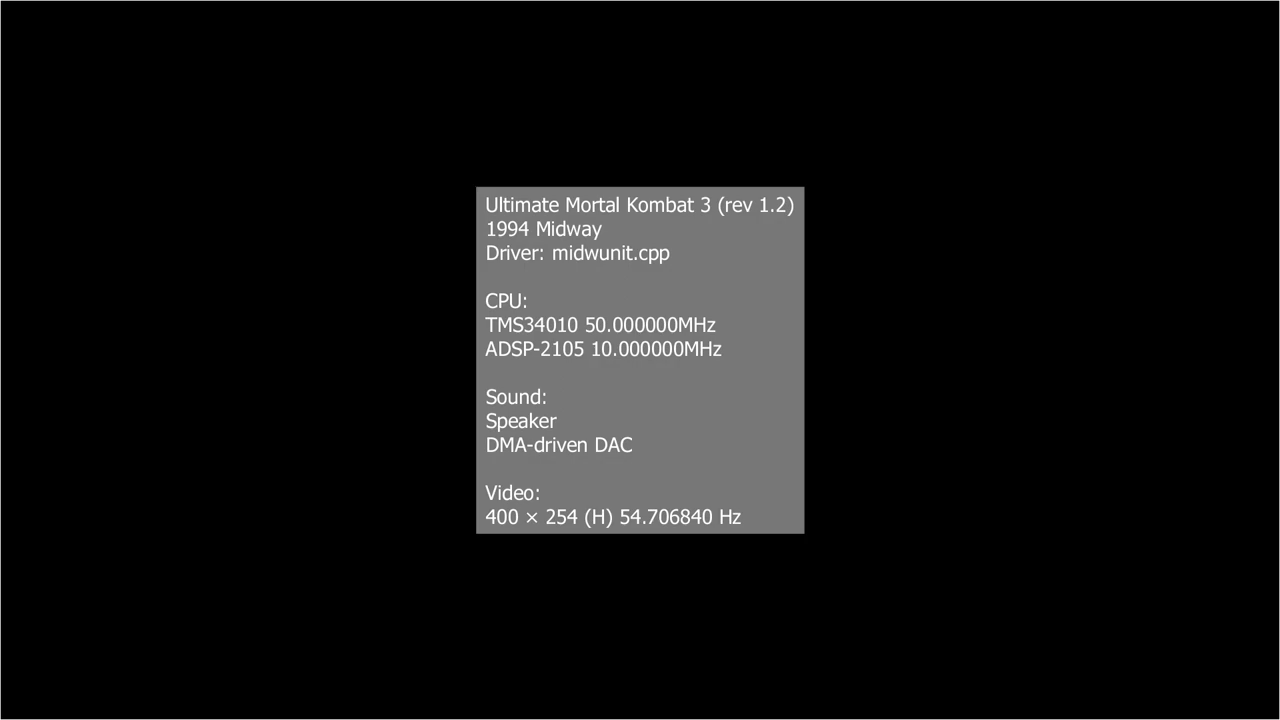 Ultimate Mortal Kombat 3 (rev 1.2)
1994 Midway
Driver: midwunit.cpp
CPU:
TMS34010 50.000000MHz
ADSP-2105 10.000000MHz
Sound:
Speaker
DMA-driven DAC
Video:
400 × 254 (H) 54.706840 Hz